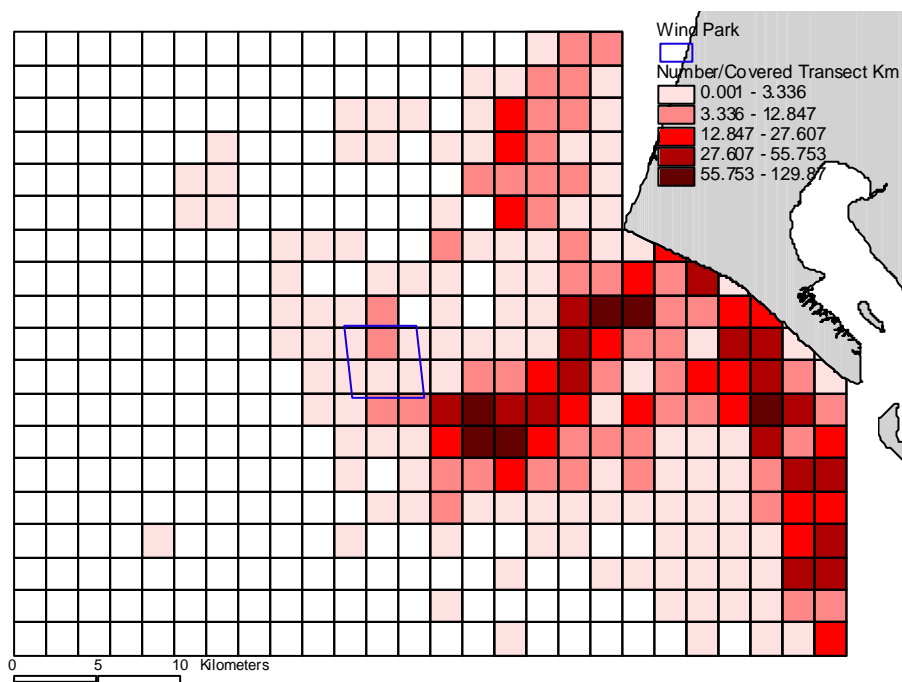 Wind Park
Number/Covered Transect Km
0.001 - 3.336
3.336 - 12.847
12.847 - 27.607
27.607 - 55.753
55.753 - 129.87
0 5 10 Kilometers